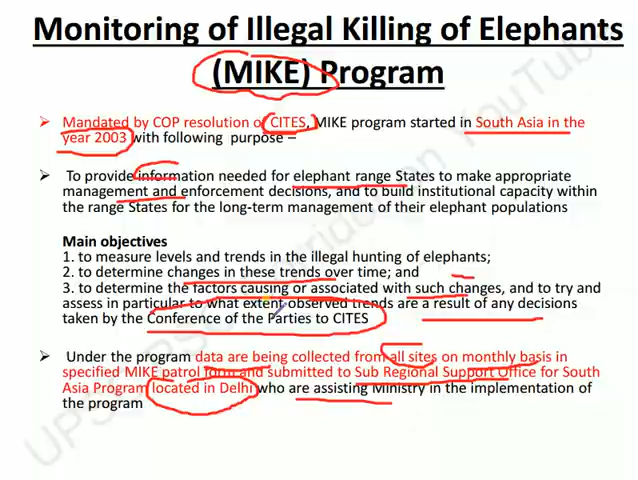 Monitoring of Illegal Killing of Elephants
(MIKE) Program
Mandated by COP resolution of CITES, MIKE program started in South Asia in the
year 2003 with following purpose –
To provide information needed for elephant range States to make appropriate
management and enforcement decisions, and to build institutional capacity within
the range States for the long-term management of their elephant populations
Main objectives
1. to measure levels and trends in the illegal hunting of elephants;
2. to determine changes in these trends over time; and
3. to determine the factors causing or associated with such changes, and to try and
assess in particular to what extent observed trends are a result of any decisions
taken by the Conference of the Parties to CITES
Under the program data are being collected from all sites on monthly basis in
specified MIKE patrol form and submitted to Sub Regional Support Office for South
Asia Program located in Delhi who are assisting Ministry in the implementation of
the program